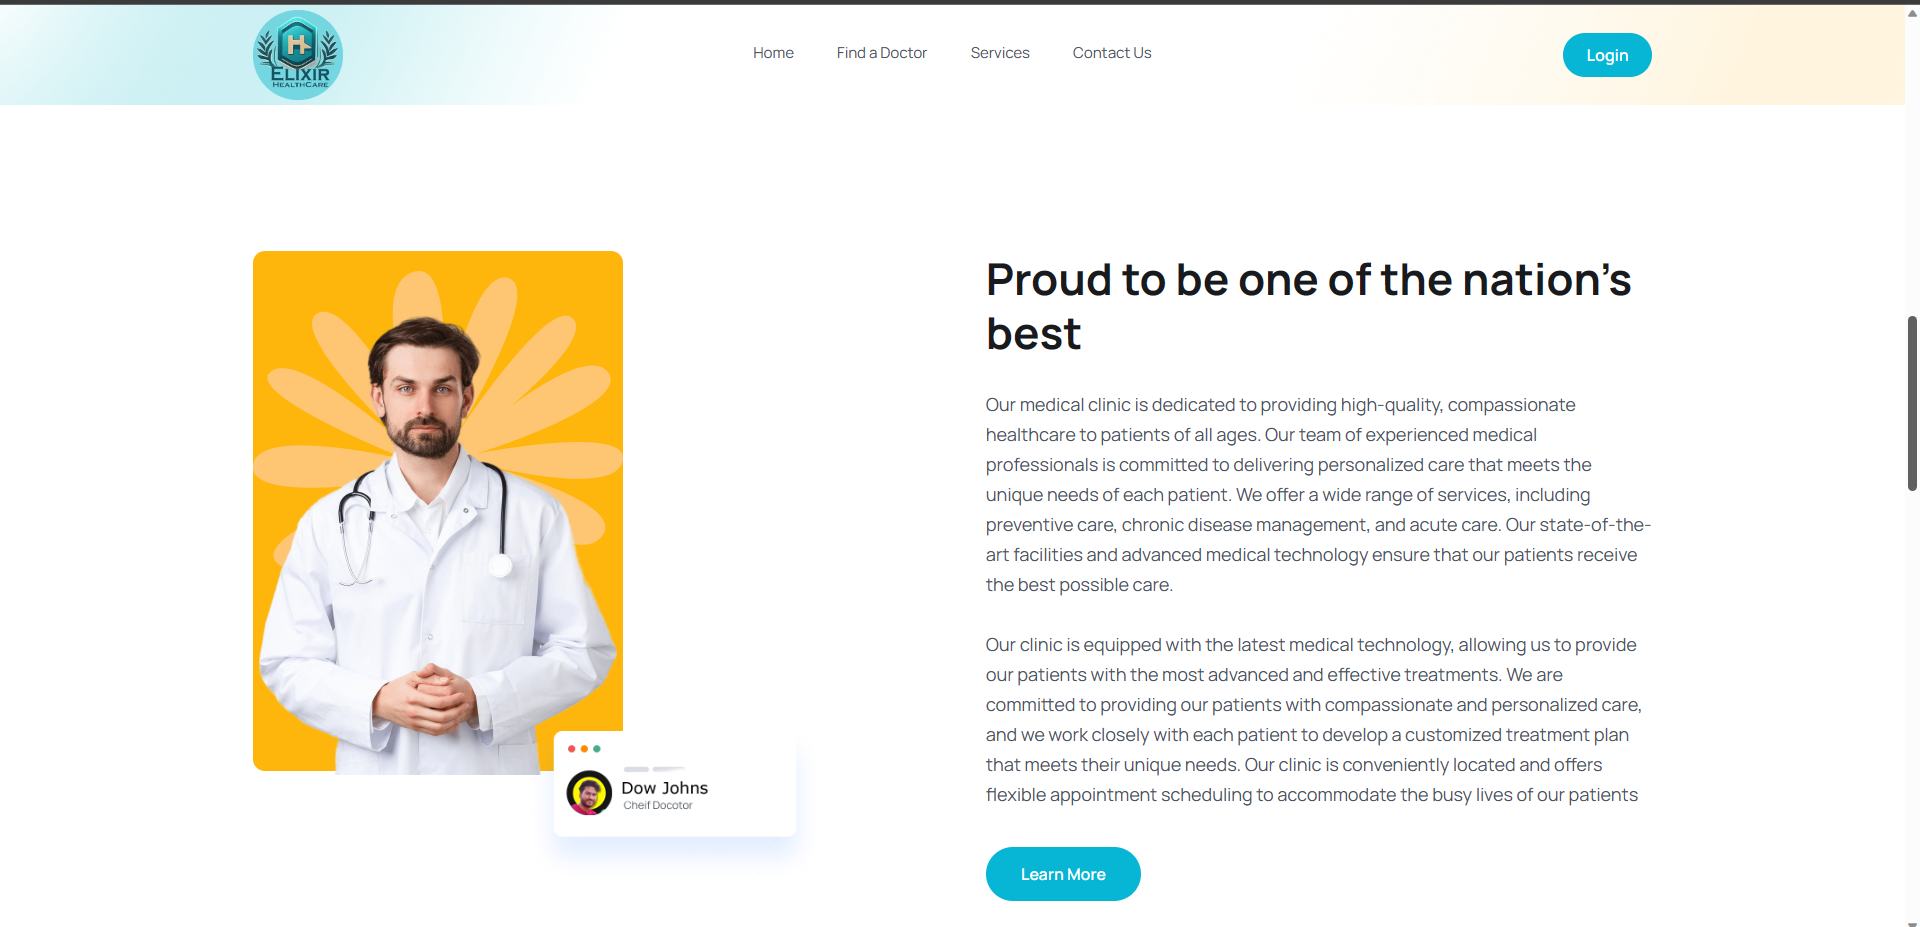 H
ELIXIR
HEALTHCARE
Home
Find a Doctor
Services
Contact Us
Login
Proud to be one of the nation's
best
Our medical clinic is dedicated to providing high-quality, compassionate
healthcare to patients of all ages. Our team of experienced medical
professionals is committed to delivering personalized care that meets the
unique needs of each patient. We offer a wide range of services, including
preventive care, chronic disease management, and acute care. Our state-of-the-
art facilities and advanced medical technology ensure that our patients receive
the best possible care.
Our clinic is equipped with the latest medical technology, allowing us to provide
our patients with the most advanced and effective treatments. We are
committed to providing our patients with compassionate and personalized care,
and we work closely with each patient to develop a customized treatment plan
that meets their unique needs. Our clinic is conveniently located and offers
flexible appointment scheduling to accommodate the busy lives of our patients
Learn More
Dow Johns
Cheif Docotor